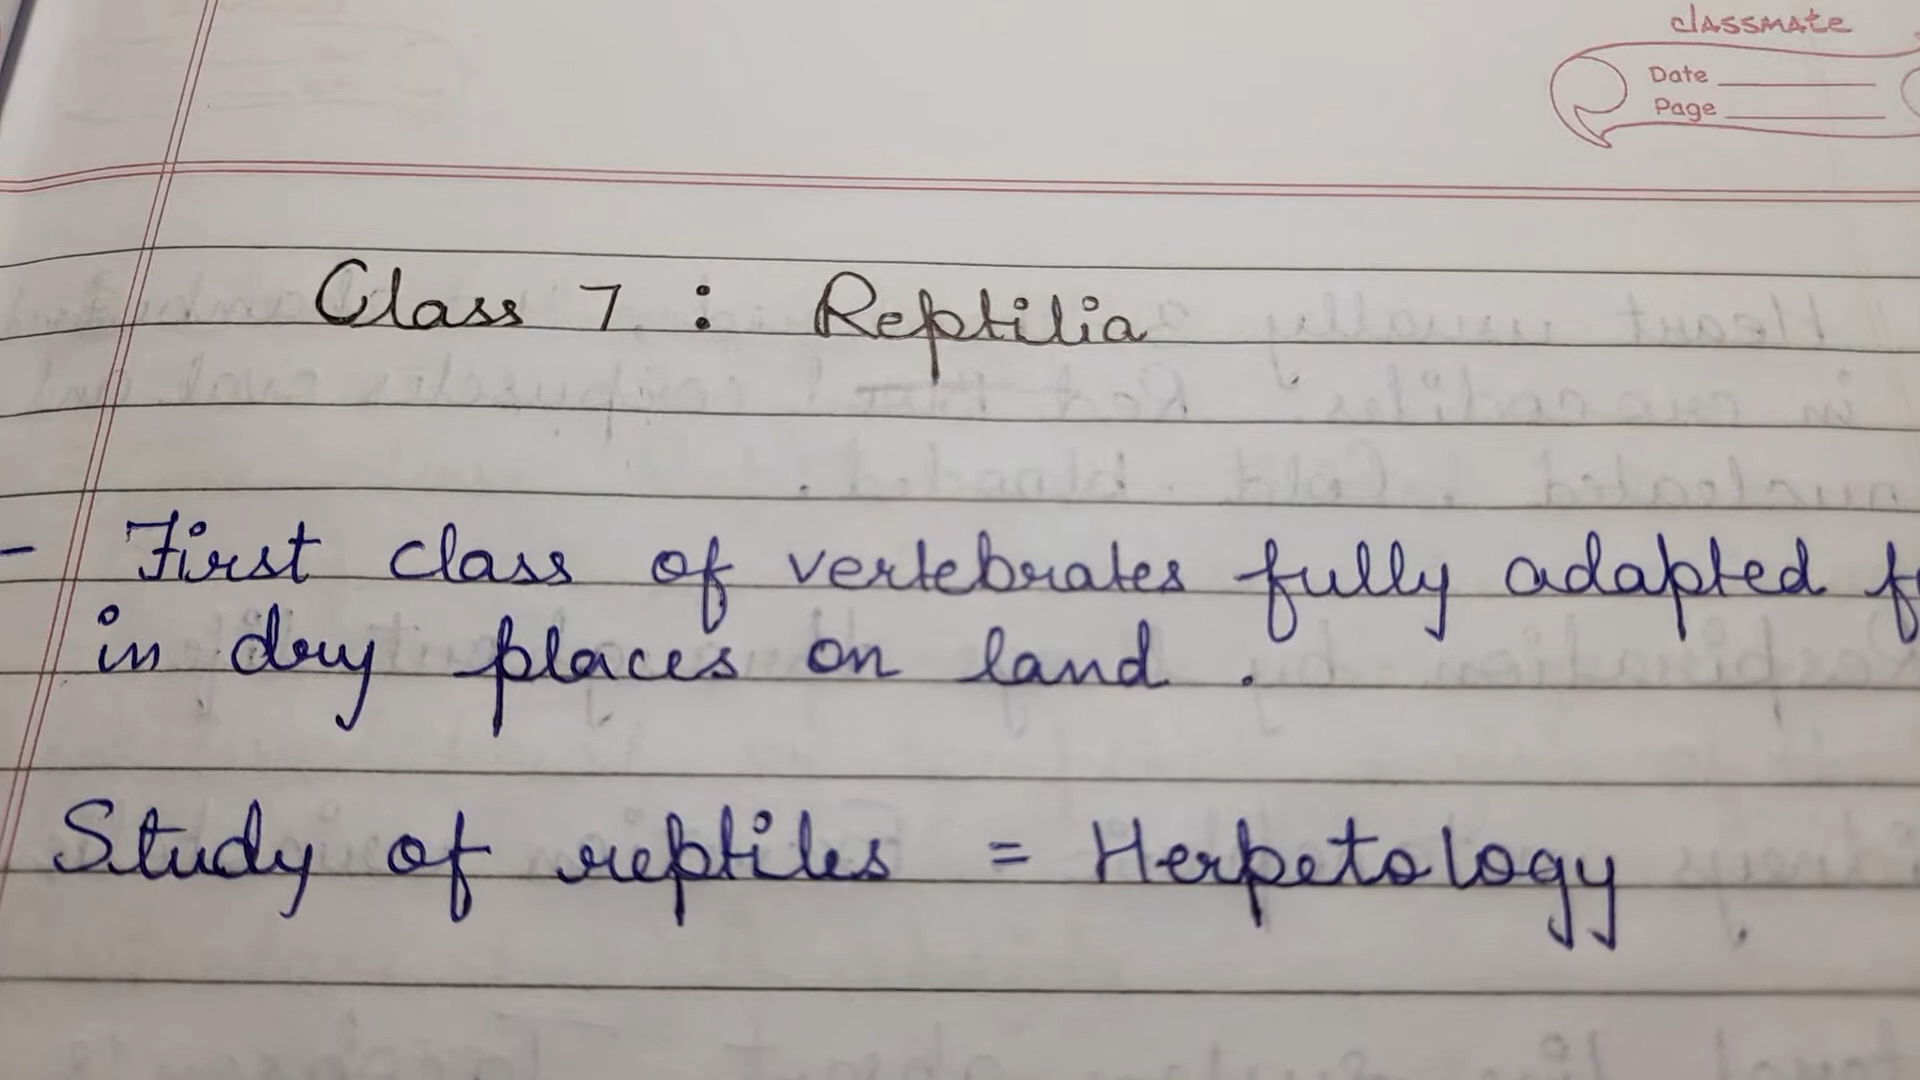 classmate
Date
Page
Class 7 : Reptilia
- First class of vertebrates fully adapted
in dry places on land .
Study of reptiles = Herpetology